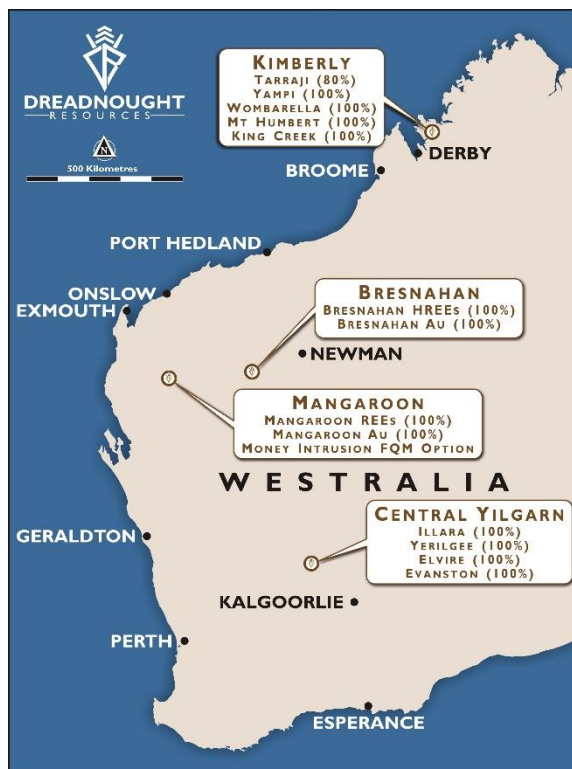 DREADNOUGHT
RESOURCES
N
500 Kilometres
KIMBERLY
TARRAJI (80%)
YAMPI (100%)
WOMBARELLA (100%)
MT HUMBERT (100%)
KING CREEK (100%)
DERBY
BROOME
PORT HEDLAND
ONSLOW
EXMOUTH
BRESNAHAN
BRESNAHAN HREES (100%)
BRESNAHAN AU (100%)
NEWMAN
MANGAROON
MANGAROON REES (100%)
MANGAROON AU (100%)
MONEY INTRUSION FQM OPTION
WESTRALIA
CENTRAL YILGARN
ILLARA (100%)
YERILGEE (100%)
ELVIRE (100%)
EVANSTON (100%)
GERALDTON
KALGOORLIE
PERTH
ESPERANCE